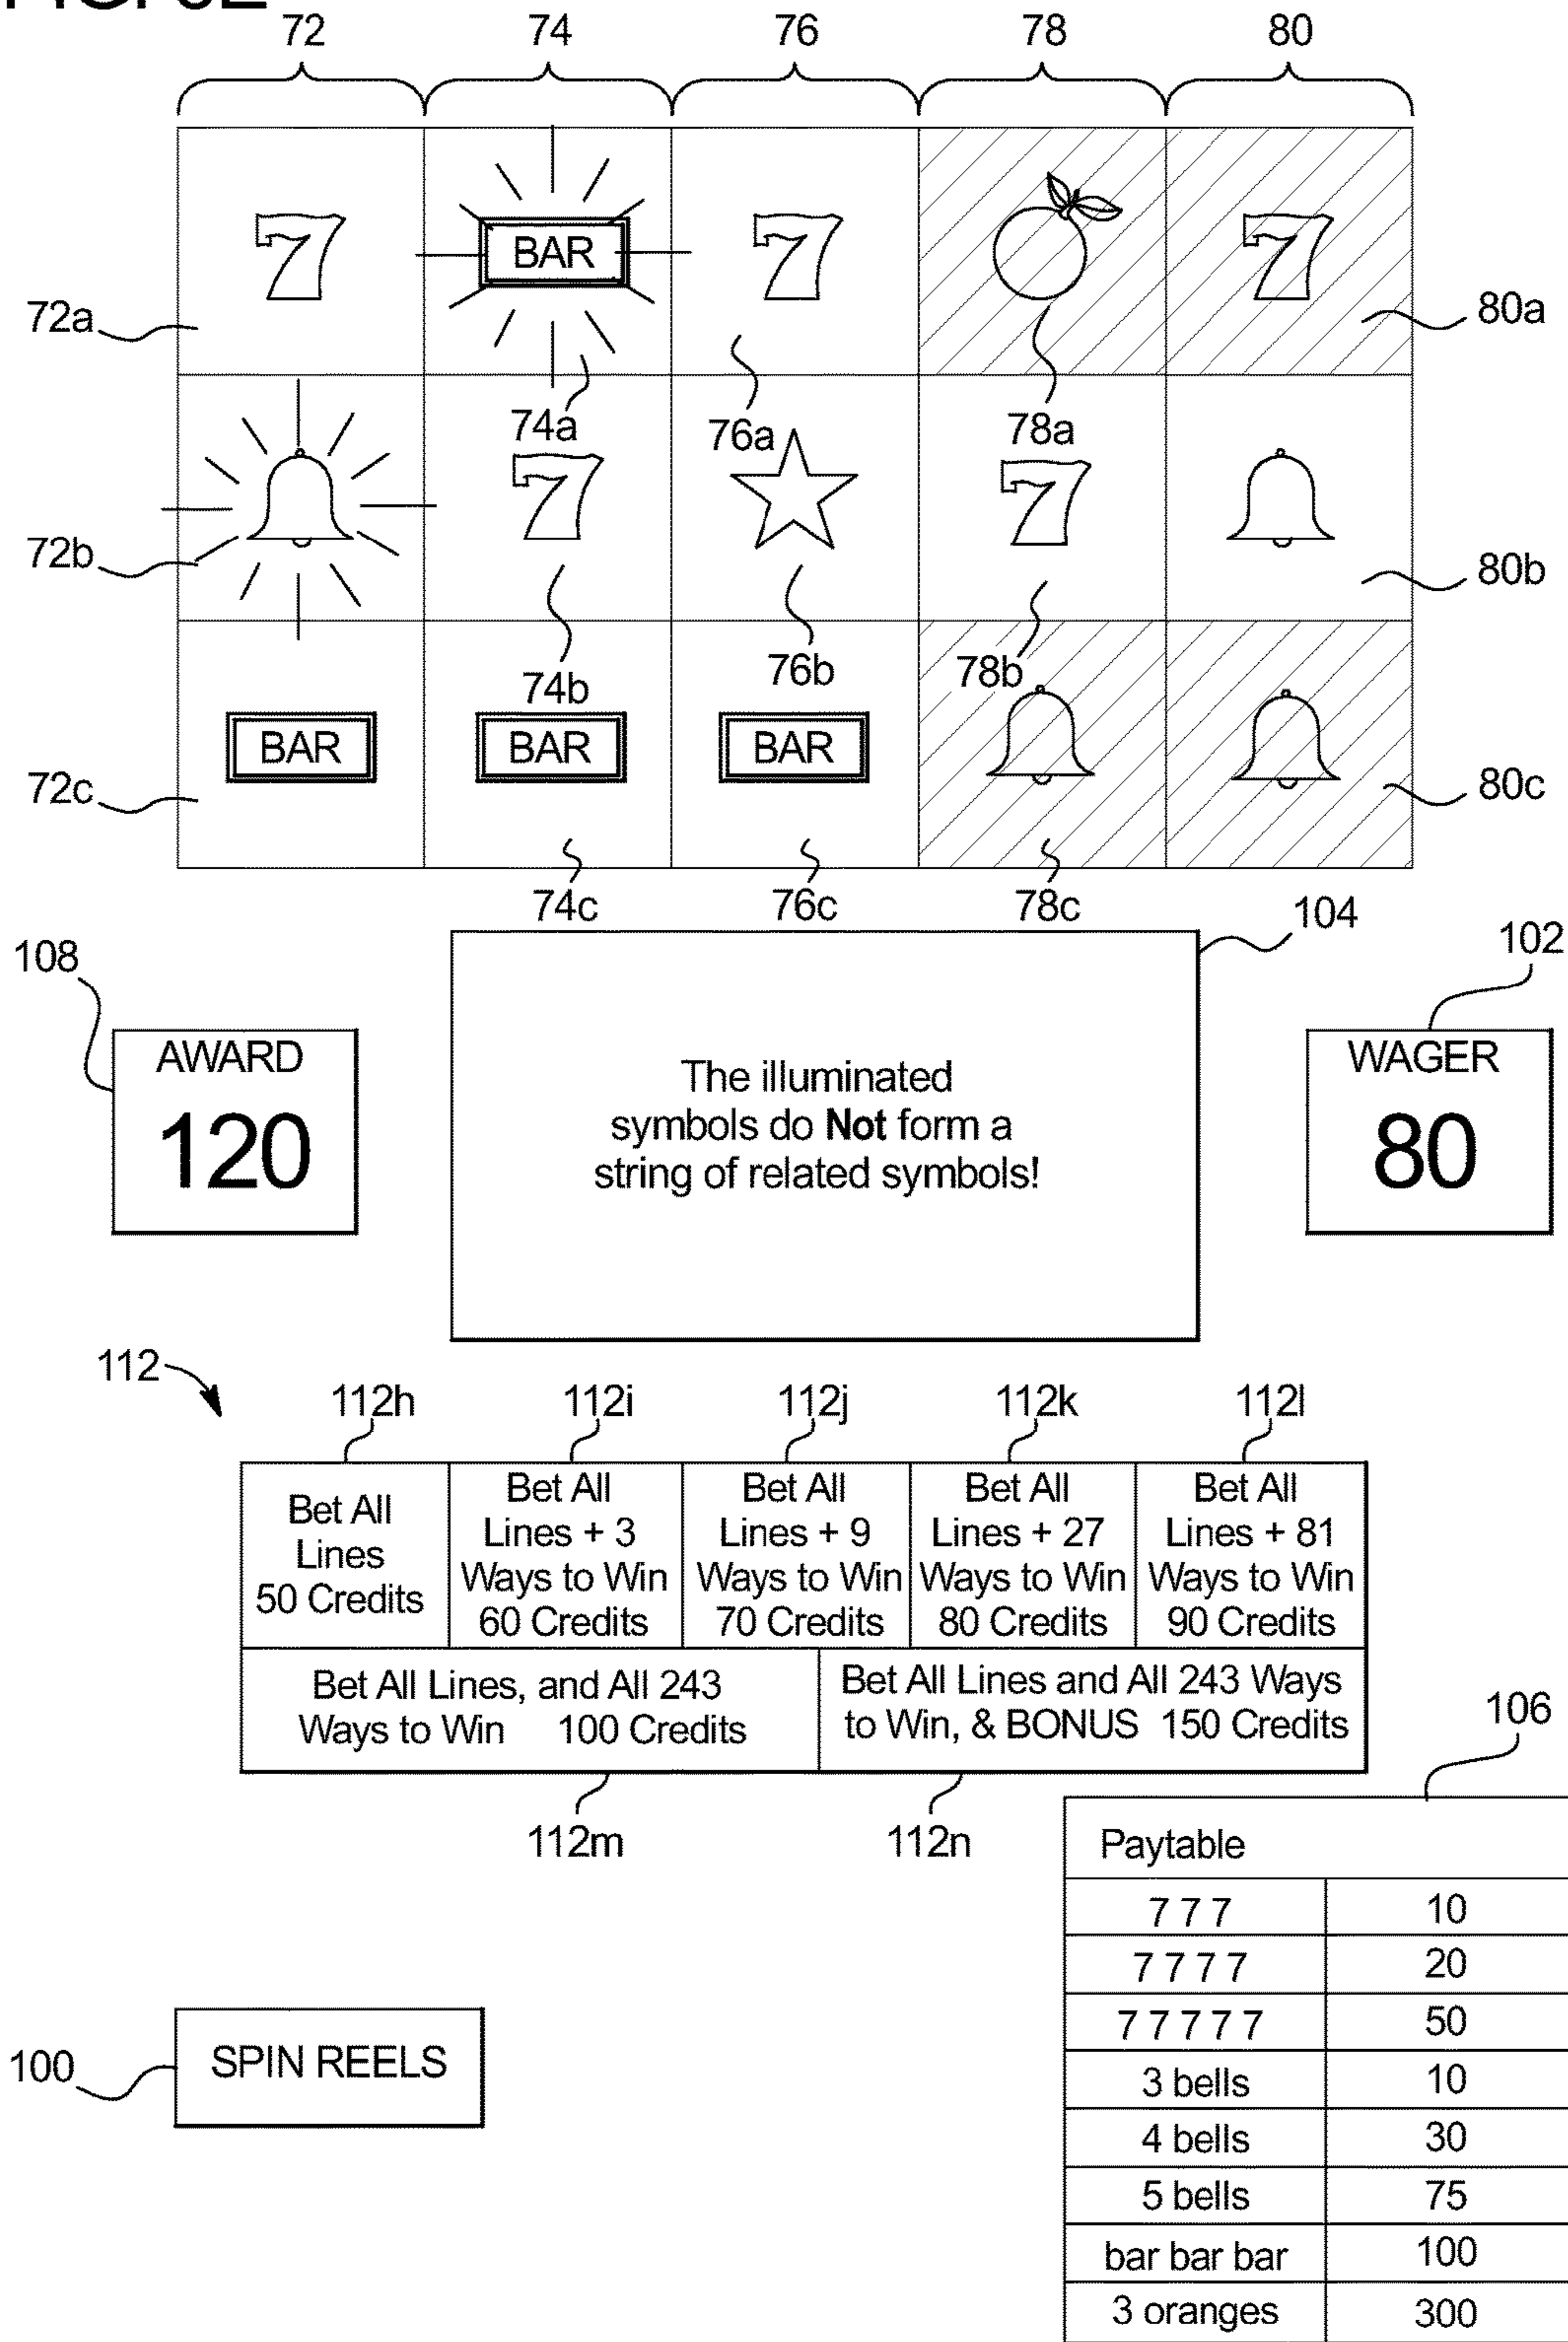 72 74 76 78 80
7 BAR 7 7
72a 80a
74a 76a 78a
7 7
72b 80b
74b 76b 78b
BAR BAR BAR
72c 80c
74c 76c 78c 104
108 102
AWARD
120
The illuminated
symbols do Not form a
string of related symbols!
WAGER
80
112
112h 112i 112j 112k 112l
Bet All
Lines
50 Credits
Bet All
Lines + 3
Ways to Win
60 Credits
Bet All
Lines + 9
Ways to Win
70 Credits
Bet All
Lines + 27
Ways to Win
80 Credits
Bet All
Lines + 81
Ways to Win
90 Credits
Bet All Lines, and All 243
Ways to Win 100 Credits
Bet All Lines and All 243 Ways
to Win, & BONUS 150 Credits
106
112m 112n
Paytable
7 7 7 10
7 7 7 7 20
7 7 7 7 7 50
3 bells 10
4 bells 30
5 bells 75
bar bar bar 100
3 oranges 300
100 SPIN REELS